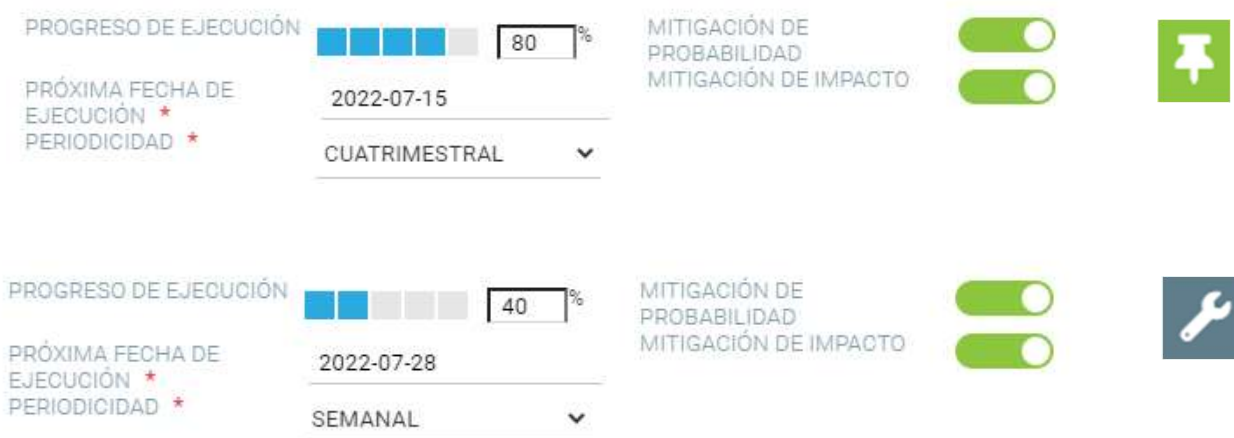 PROGRESO DE EJECUCIÓN
80 %
MITIGACIÓN DE
PROBABILIDAD
MITIGACIÓN DE IMPACTO
PRÓXIMA FECHA DE
EJECUCIÓN *
2022-07-15
PERIODICIDAD *
CUATRIMESTRAL
PROGRESO DE EJECUCIÓN
40 %
MITIGACIÓN DE
PROBABILIDAD
MITIGACIÓN DE IMPACTO
PRÓXIMA FECHA DE
EJECUCIÓN *
2022-07-28
PERIODICIDAD *
SEMANAL